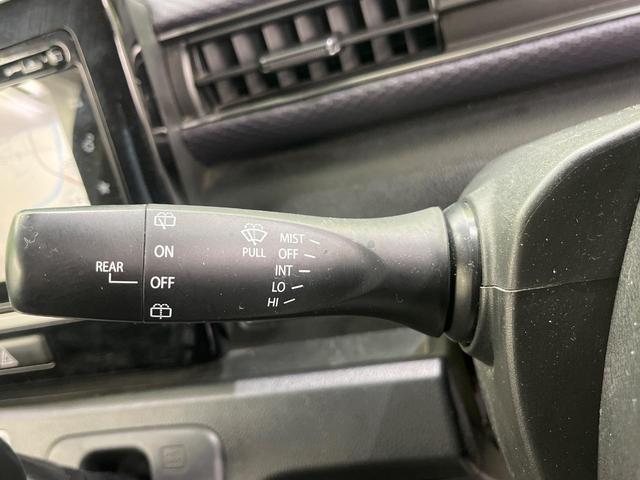 ON
REAR OFF
PULL
MIST
OFF
INT
LO
HI